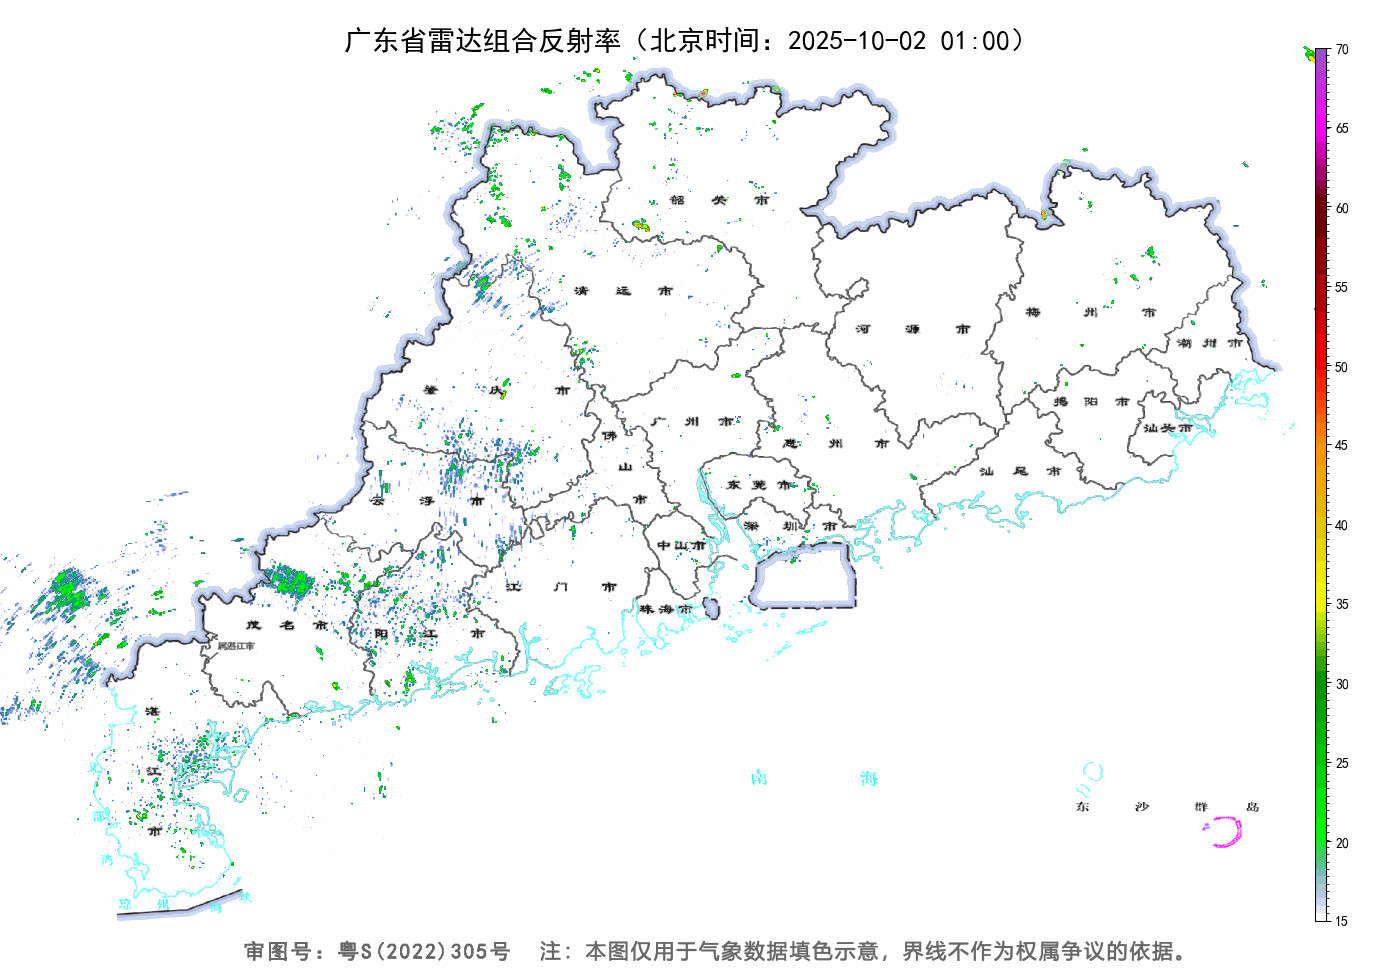 广东省雷达组合反射率（北京时间：2025-10-02 01:00）
70
65
60
55
50
45
40
35
30
25
20
15
韶关市
清远市
河源市
梅州市
潮州市
肇庆市
广州市
佛山市
惠州市
揭阳市
汕头市
汕尾市
云浮市
东莞市
深圳市
中山市
江门市
珠海市
茂名市
阳江市
属湛江市
湛江市
南海
东沙群岛
北部湾
琼州海峡
审图号：粤S(2022)305号 注：本图仅用于气象数据填色示意，界线不作为权属争议的依据。